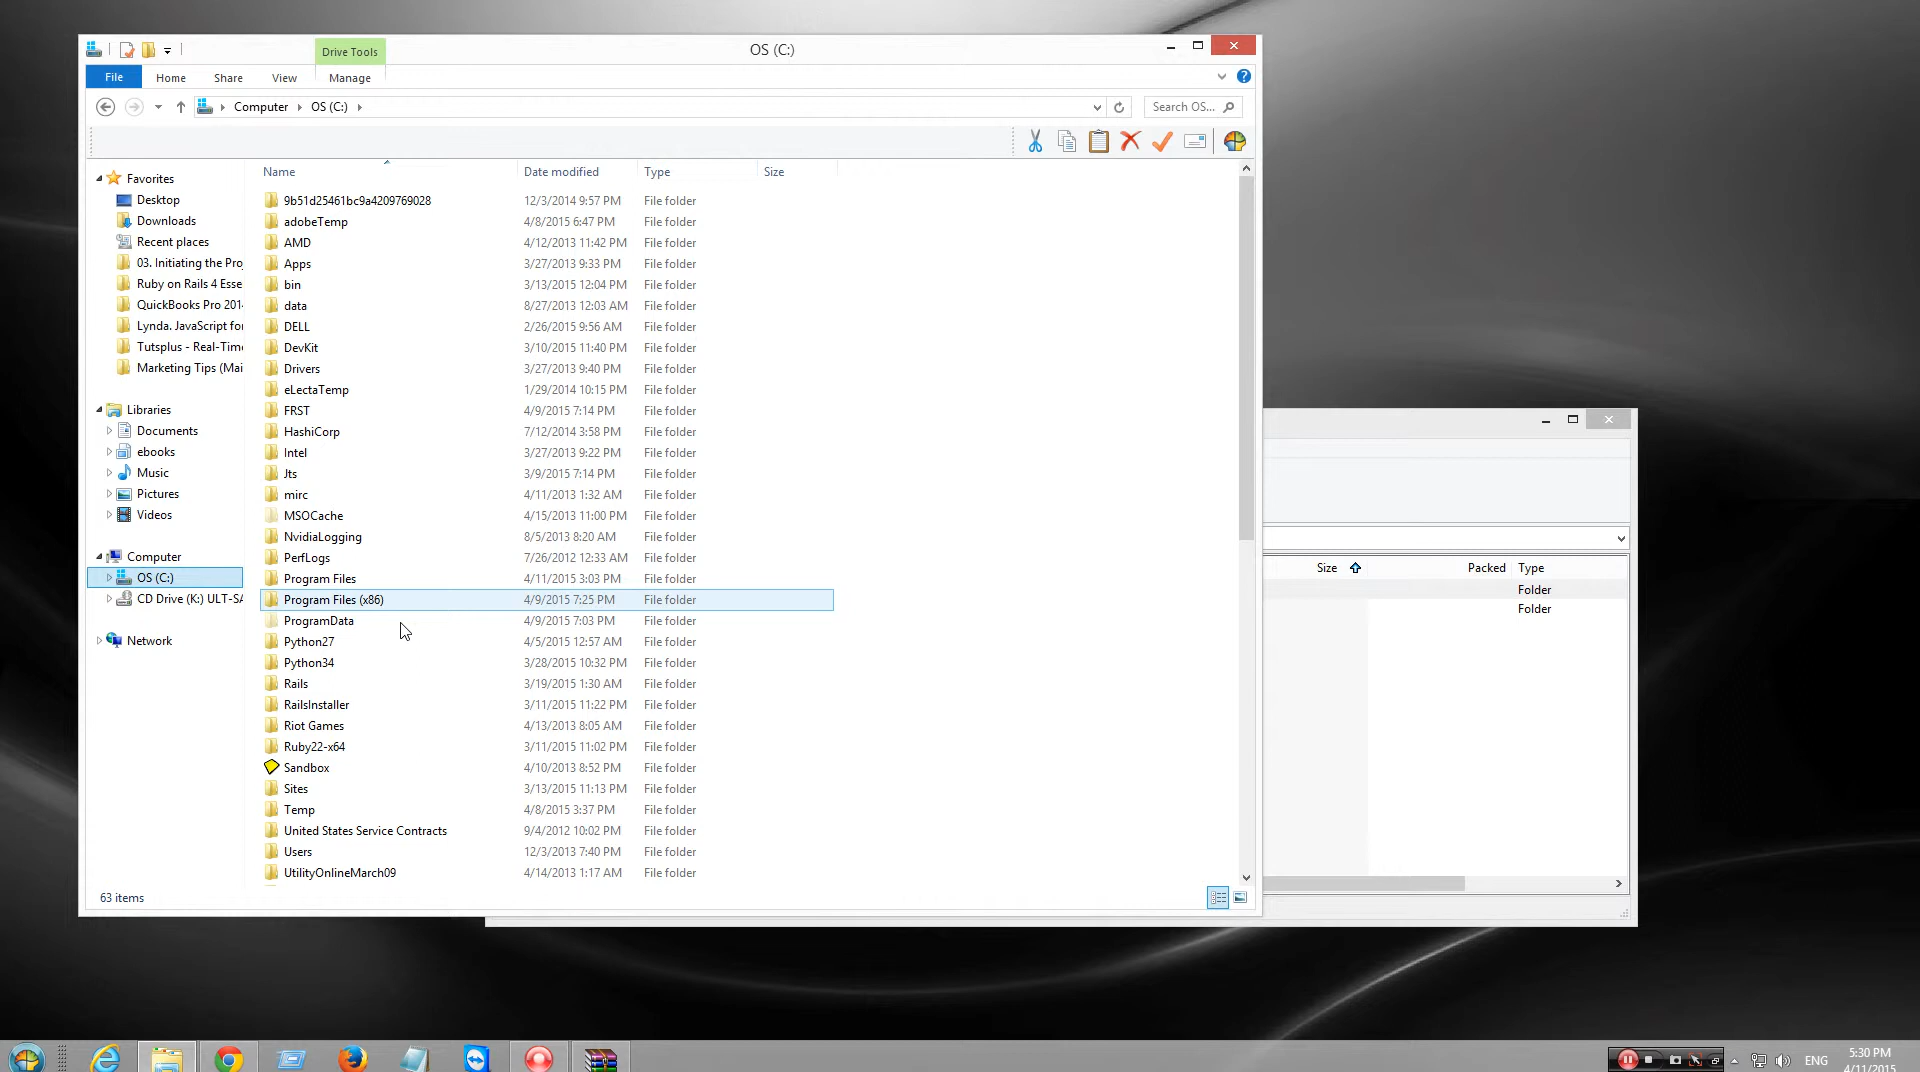 Drive Tools
OS (C:)
File Home Share View Manage
Computer OS (C:)
Search OS...
Name Date modified Type Size
Favorites
Desktop
Downloads
Recent places
03. Initiating the Proj
Ruby on Rails 4 Esse
QuickBooks Pro 2014
Lynda. JavaScript for
Tutsplus - Real-Time
Marketing Tips (Mai
Libraries
Documents
ebooks
Music
Pictures
Videos
Computer
OS (C:)
CD Drive (K:) ULT-SA
Network
9b51d25461bc9a4209769028 12/3/2014 9:57 PM File folder
adobeTemp 4/8/2015 6:47 PM File folder
AMD 4/12/2013 11:42 PM File folder
Apps 3/27/2013 9:33 PM File folder
bin 3/13/2015 12:04 PM File folder
data 8/27/2013 12:03 AM File folder
DELL 2/26/2015 9:56 AM File folder
DevKit 3/10/2015 11:40 PM File folder
Drivers 3/27/2013 9:40 PM File folder
eLectaTemp 1/29/2014 10:15 PM File folder
FRST 4/9/2015 7:14 PM File folder
HashiCorp 7/12/2014 3:58 PM File folder
Intel 3/27/2013 9:22 PM File folder
Jts 3/9/2015 7:14 PM File folder
mirc 4/11/2013 1:32 AM File folder
MSOCache 4/15/2013 11:00 PM File folder
NvidiaLogging 8/5/2013 8:20 AM File folder
PerfLogs 7/26/2012 12:33 AM File folder
Program Files 4/11/2015 3:03 PM File folder
Program Files (x86) 4/9/2015 7:25 PM File folder
ProgramData 4/9/2015 7:03 PM File folder
Python27 4/5/2015 12:57 AM File folder
Python34 3/28/2015 10:32 PM File folder
Rails 3/19/2015 1:30 AM File folder
RailsInstaller 3/11/2015 11:22 PM File folder
Riot Games 4/13/2013 8:05 AM File folder
Ruby22-x64 3/11/2015 11:02 PM File folder
Sandbox 4/10/2013 8:52 PM File folder
Sites 3/13/2015 11:13 PM File folder
Temp 4/8/2015 3:37 PM File folder
United States Service Contracts 9/4/2012 10:02 PM File folder
Users 12/3/2013 7:40 PM File folder
UtilityOnlineMarch09 4/14/2013 1:17 AM File folder
63 items
Size Packed Type
Folder
Folder
ENG
5:30 PM
4/11/2015